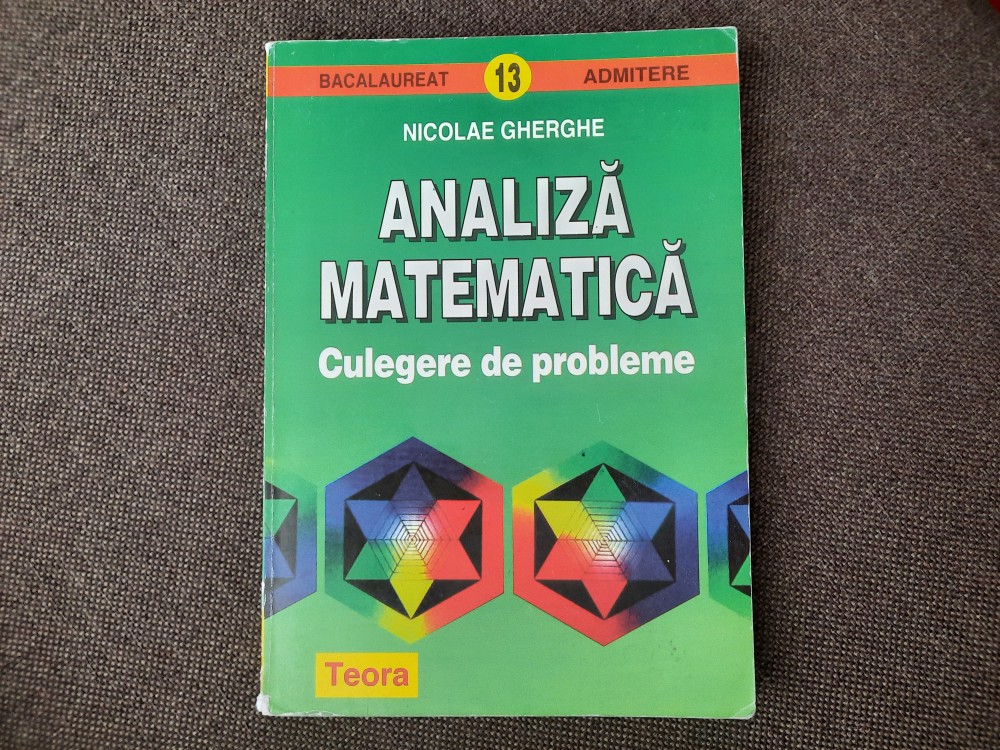 BACALAUREAT 13 ADMITERE
NICOLAE GHERGHE
ANALIZĂ
MATEMATICĂ
Culegere de probleme
Teora